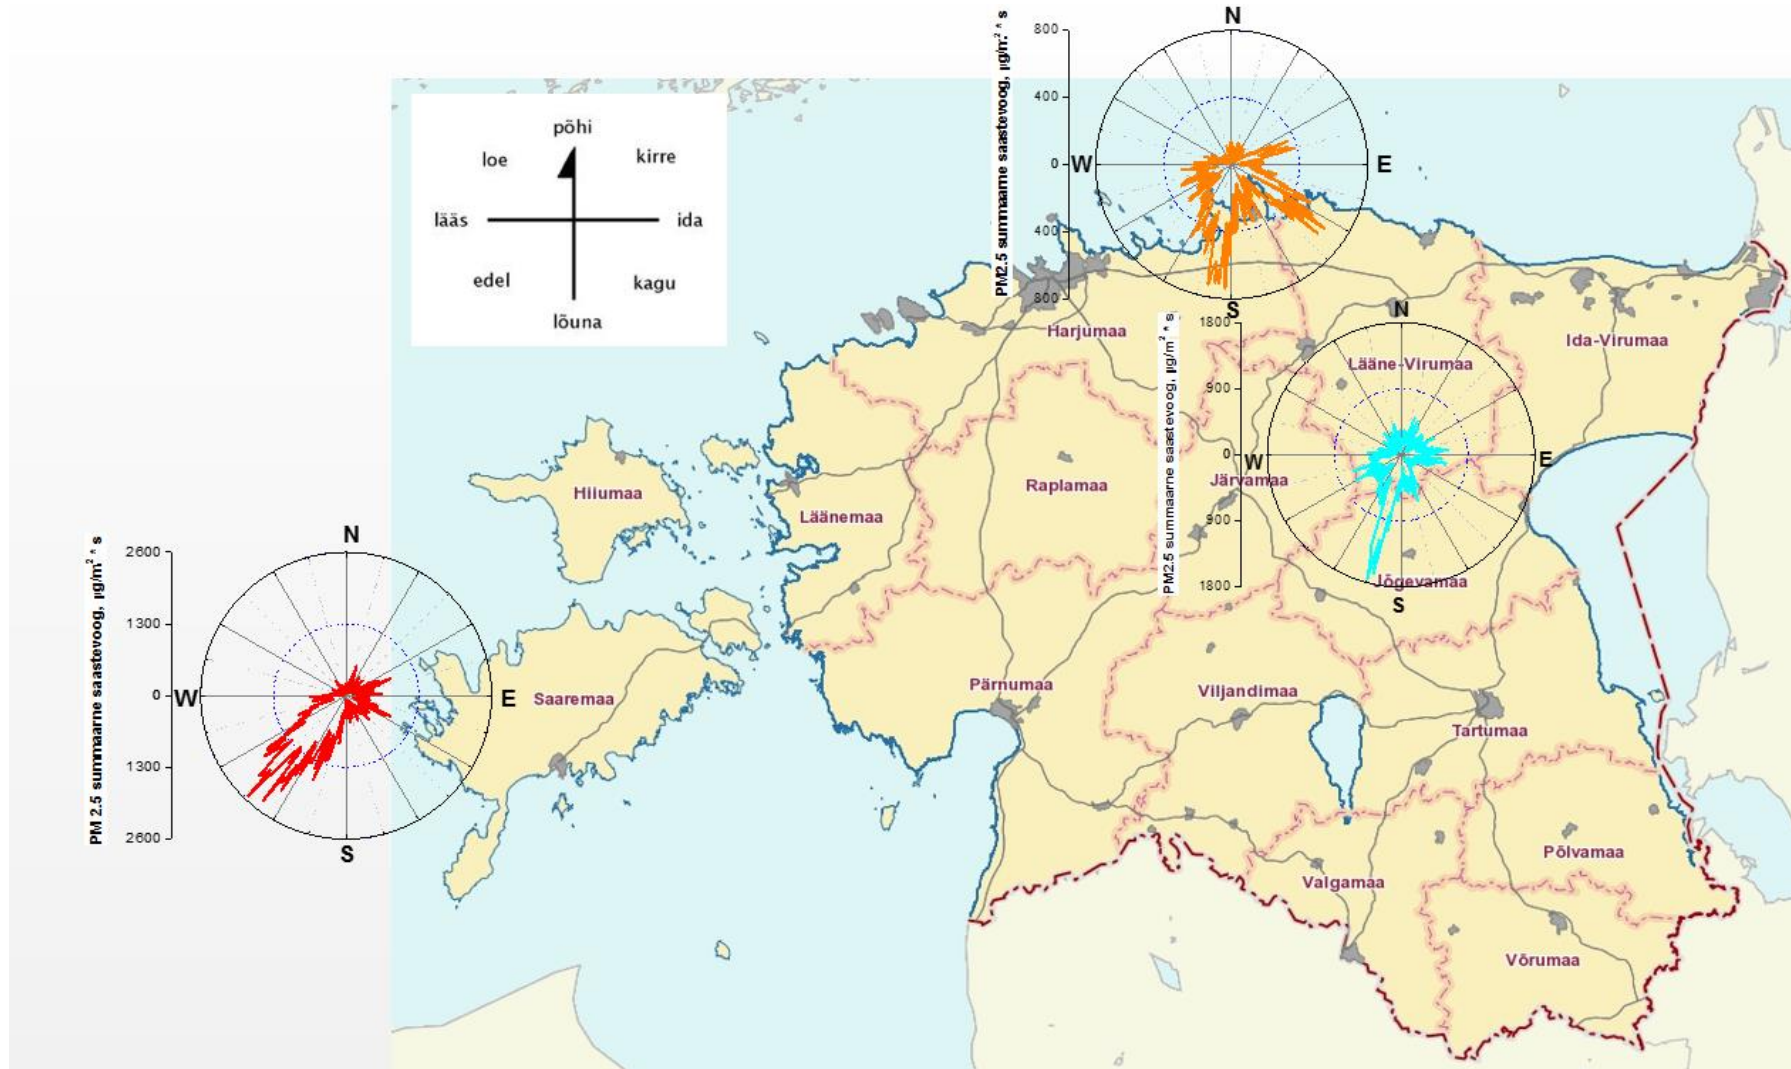 N
800
400
0
400
800
PM2.5 summaarne saastevoog, µg/m² * s
W
E
S
põhi
loe
kirre
lääs
ida
edel
kagu
lõuna
N
1800
900
0
900
1800
PM2.5 summaarne saastevoog, µg/m² * s
W
E
S
Harjumaa
Lääne-Virumaa
Ida-Virumaa
Hiiumaa
Läänemaa
Raplamaa
Järvamaa
Jõgevamaa
N
2600
1300
0
1300
2600
PM 2.5 summaarne saastevoog, µg/m² * s
W
E
S
Saaremaa
Pärnumaa
Viljandimaa
Tartumaa
Põlvamaa
Valgamaa
Võrumaa